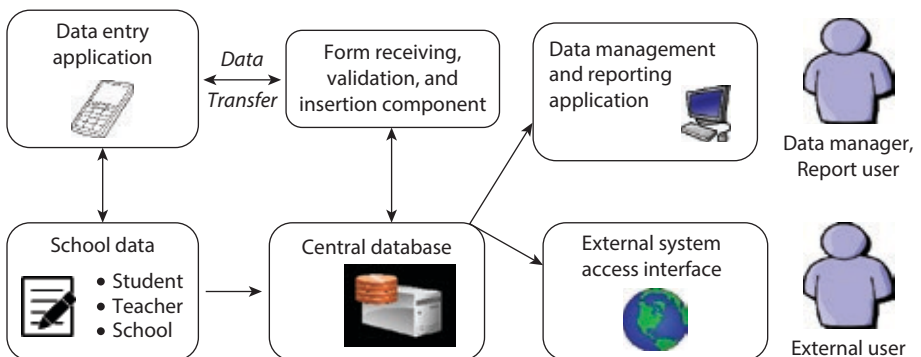 Data entry
application
Data
Transfer
Form receiving,
validation, and
insertion component
Data management
and reporting
application
Data manager,
Report user
School data
• Student
• Teacher
• School
Central database
External system
access interface
External user